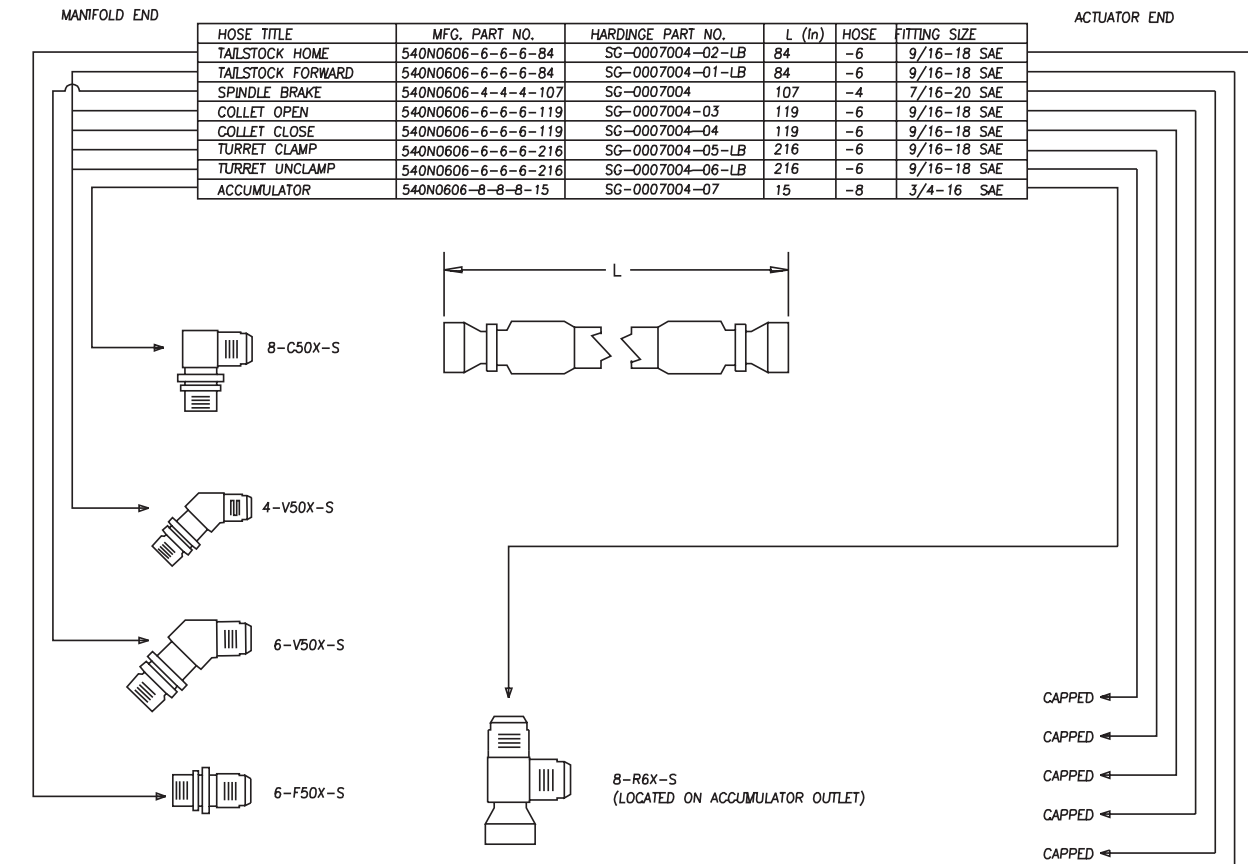 MANIFOLD END
ACTUATOR END
HOSE TITLE MFG. PART NO. HARDINGE PART NO. L (In) HOSE FITTING SIZE
TAILSTOCK HOME 540N0606-6-6-6-84 SG-0007004-02-LB 84 -6 9/16-18 SAE
TAILSTOCK FORWARD 540N0606-6-6-6-84 SG-0007004-01-LB 84 -6 9/16-18 SAE
SPINDLE BRAKE 540N0606-4-4-4-107 SG-0007004 107 -4 7/16-20 SAE
COLLET OPEN 540N0606-6-6-6-119 SG-0007004-03 119 -6 9/16-18 SAE
COLLET CLOSE 540N0606-6-6-6-119 SG-0007004-04 119 -6 9/16-18 SAE
TURRET CLAMP 540N0606-6-6-6-216 SG-0007004-05-LB 216 -6 9/16-18 SAE
TURRET UNCLAMP 540N0606-6-6-6-216 SG-0007004-06-LB 216 -6 9/16-18 SAE
ACCUMULATOR 540N0606-8-8-8-15 SG-0007004-07 15 -8 3/4-16 SAE
L
8-C50X-S
4-V50X-S
6-V50X-S
CAPPED
CAPPED
CAPPED
8-R6X-S
6-F50X-S
(LOCATED ON ACCUMULATOR OUTLET)
CAPPED
CAPPED